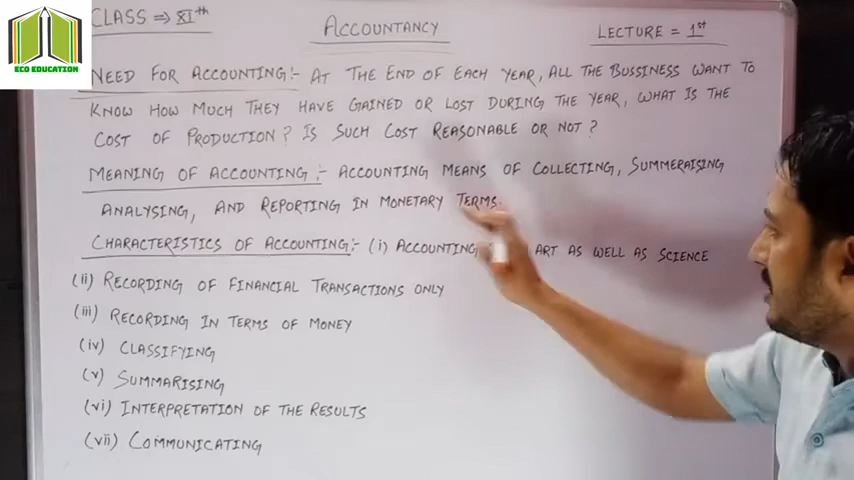 ECO EDUCATION
CLASS => XIth
ACCOUNTANCY
LECTURE = 1st
NEED FOR ACCOUNTING:- AT THE END OF EACH YEAR, ALL THE BUSSINESS WANT TO
KNOW HOW MUCH THEY HAVE GAINED OR LOST DURING THE YEAR, WHAT IS THE
COST OF PRODUCTION? IS SUCH COST REASONABLE OR NOT?
MEANING OF ACCOUNTING:- ACCOUNTING MEANS OF COLLECTING, SUMMERAISING
ANALYSING, AND REPORTING IN MONETARY TERMS.
CHARACTERISTICS OF ACCOUNTING:- (i) ACCOUNTING ART AS WELL AS SCIENCE
(ii) RECORDING OF FINANCIAL TRANSACTIONS ONLY
(iii) RECORDING IN TERMS OF MONEY
(iv) CLASSIFYING
(v) SUMMARISING
(vi) INTERPRETATION OF THE RESULTS
(vii) COMMUNICATING